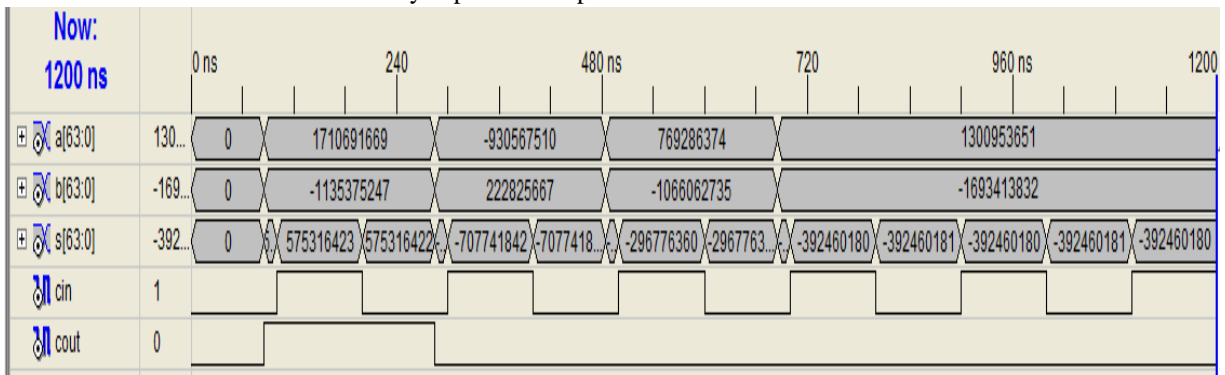 Now:
1200 ns
0 ns 240 480 ns 720 960 ns 1200
a[63:0] 130... 0 1710691669 -930567510 769286374 1300953651
b[63:0] -169... 0 -1135375247 222825667 -1066062735 -1693413832
s[63:0] -392... 0 575316423 575316422 -707741842 -7077418... -296776360 -2967763... -392460180 -392460181 -392460180 -392460181 -392460180
cin 1
cout 0